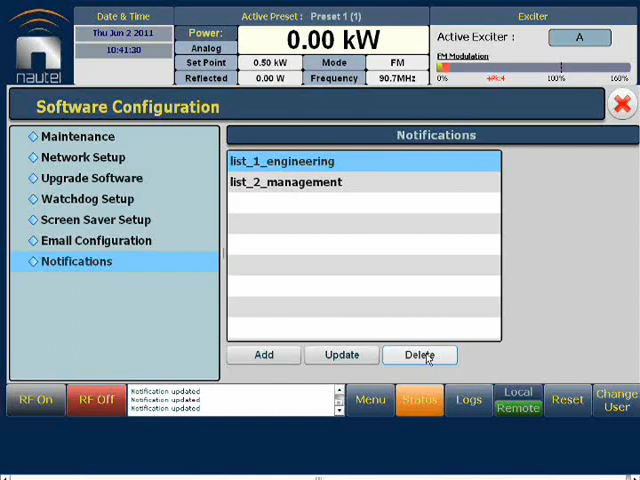 Date & Time
Active Preset : Preset 1 (1)
Exciter
Thu Jun 2 2011
10:41:30
Power:
Analog
0.00 kW
Active Exciter :
A
Set Point
0.50 kW
Mode
FM
FM Modulation
Reflected
0.00 W
Frequency
90.7MHz
0%
100%
160%
nautel
Software Configuration
Maintenance
Network Setup
Upgrade Software
Watchdog Setup
Screen Saver Setup
Email Configuration
Notifications
Notifications
list_1_engineering
list_2_management
Add
Update
Delete
RF On
RF Off
Notification updated
Notification updated
Notification updated
Menu
Status
Logs
Local
Remote
Reset
Change
User